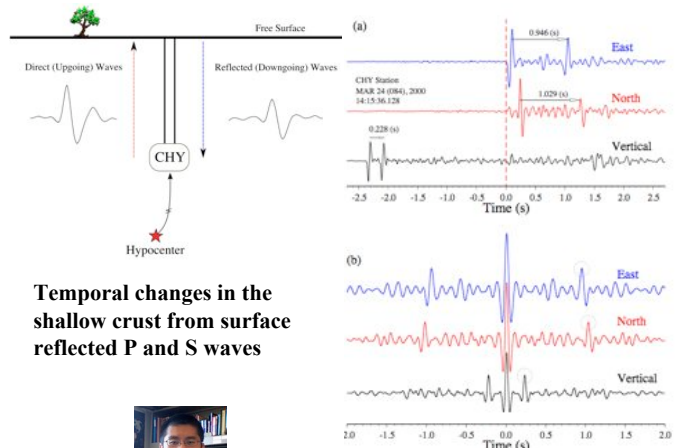 Free Surface
Direct (Upgoing) Waves
Reflected (Downgoing) Waves
CHY
Hypocenter
Temporal changes in the
shallow crust from surface
reflected P and S waves
(a)
0.946 (s)
East
CHY Station
MAR 24 (084), 2000
14:15:36.128
1.029 (s)
North
0.228 (s)
Vertical
-2.5 -2.0 -1.5 -1.0 -0.5 0.0 0.5 1.0 1.5 2.0 2.5
Time (s)
(b)
East
North
Vertical
2.0 -1.5 -1.0 -0.5 0.0 0.5 1.0 1.5 2.0
Time (s)